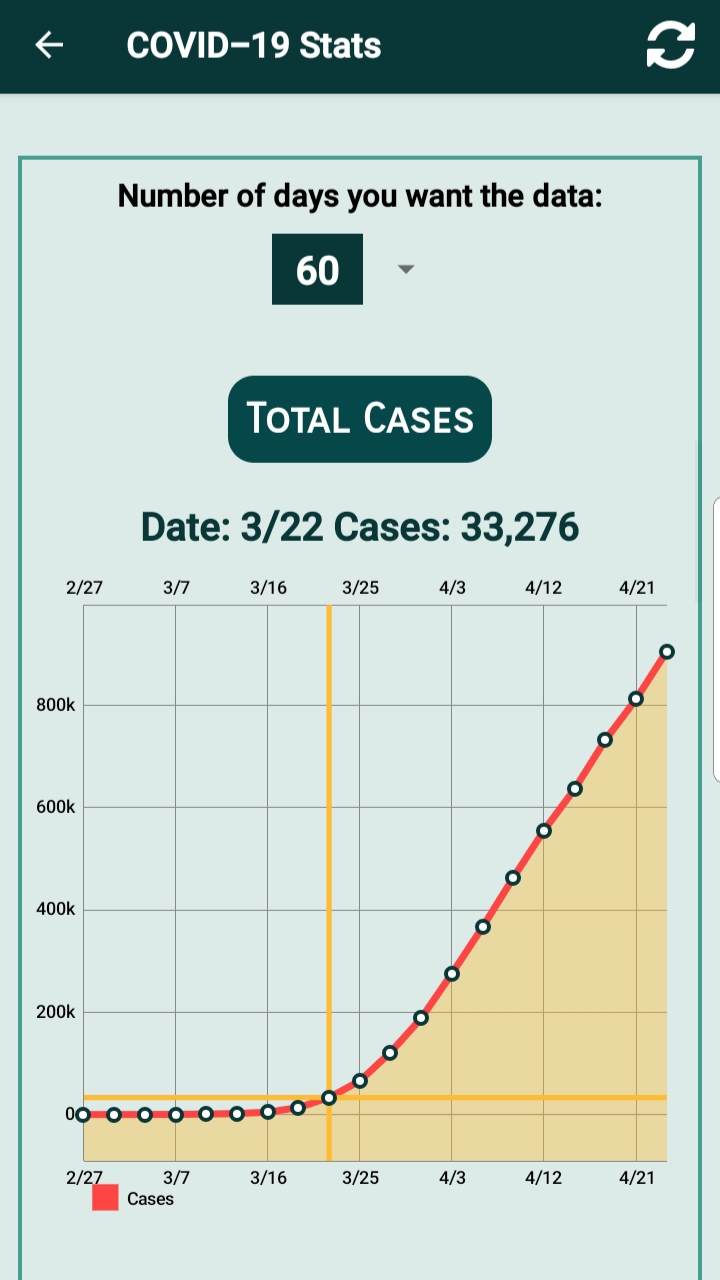 COVID–19 Stats
Number of days you want the data:
60
TOTAL CASES
Date: 3/22 Cases: 33,276
2/27 3/7 3/16 3/25 4/3 4/12 4/21
800k
600k
400k
200k
0
2/27 3/7 3/16 3/25 4/3 4/12 4/21
Cases